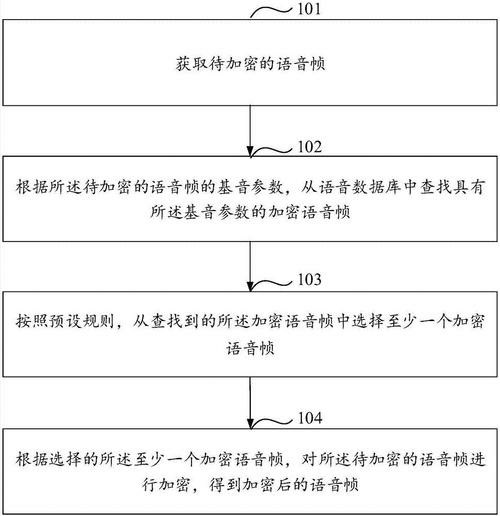 101
获取待加密的语音帧
102
根据所述待加密的语音帧的基音参数，从语音数据库中查找具有
所述基音参数的加密语音帧
103
按照预设规则，从查找到的所述加密语音帧中选择至少一个加密
语音帧
104
根据选择的所述至少一个加密语音帧，对所述待加密的语音帧进
行加密，得到加密后的语音帧